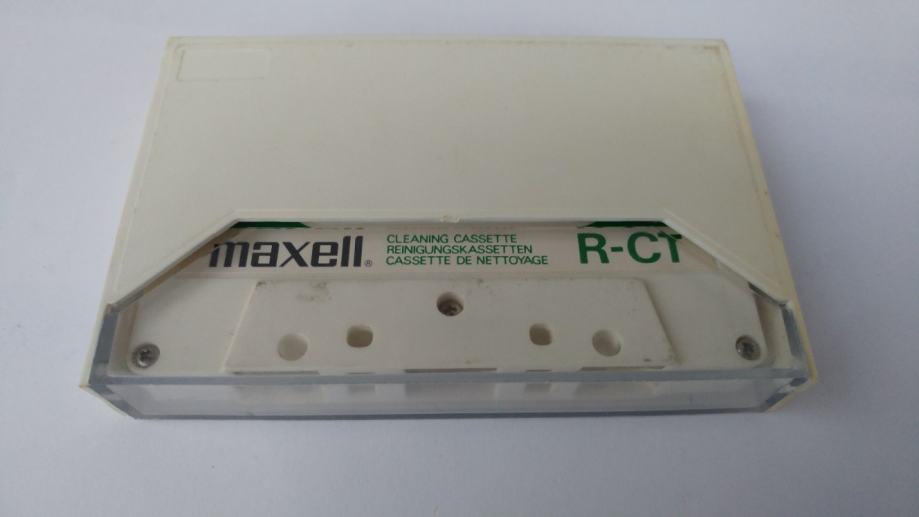 maxell®
CLEANING CASSETTE
REINIGUNGSKASSETTEN
CASSETTE DE NETTOYAGE
R-CT